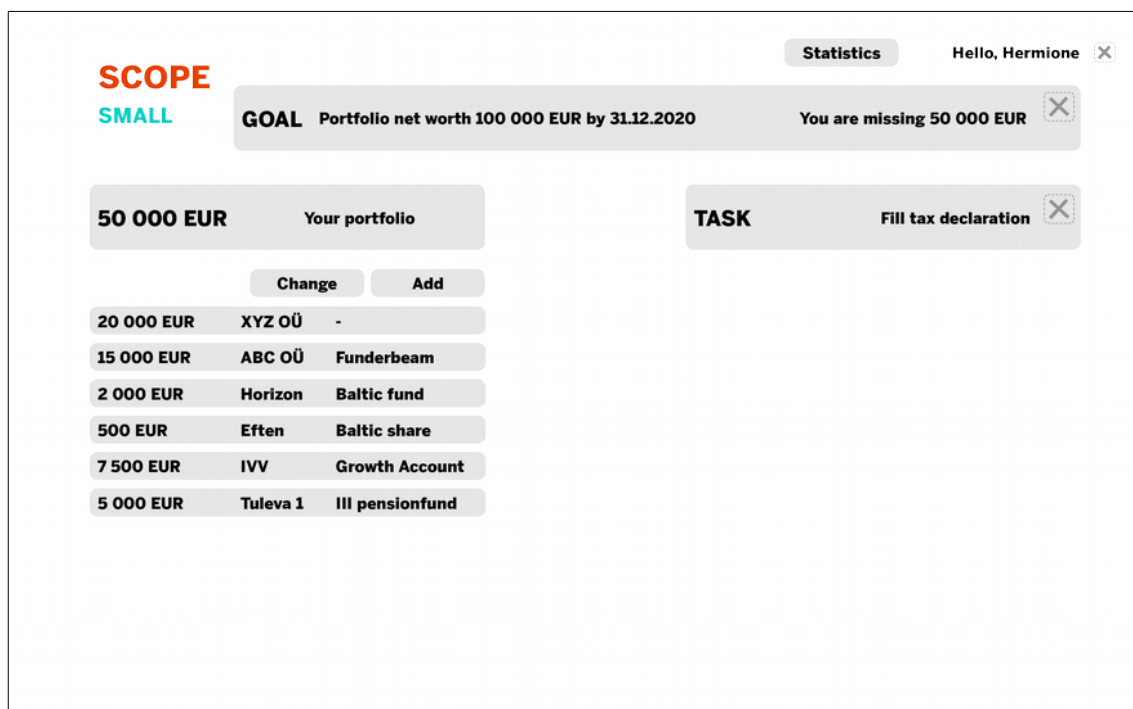 Statistics Hello, Hermione
SCOPE
SMALL
GOAL Portfolio net worth 100 000 EUR by 31.12.2020 You are missing 50 000 EUR
50 000 EUR Your portfolio
TASK Fill tax declaration
Change Add
20 000 EUR XYZ OÜ -
15 000 EUR ABC OÜ Funderbeam
2 000 EUR Horizon Baltic fund
500 EUR Eften Baltic share
7 500 EUR IVV Growth Account
5 000 EUR Tuleva 1 III pensionfund